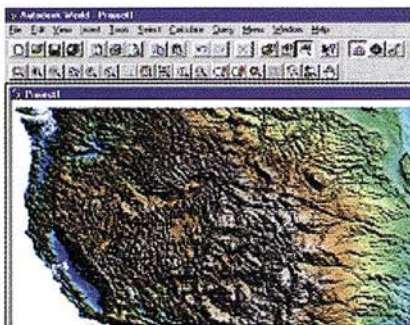 Autodesk World - Project1
File Edit View Insert Tools Select Calculate Query Menu Window Help
Project1